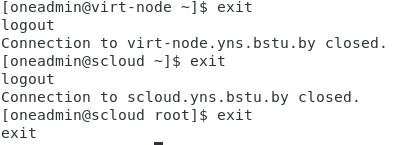 [oneadmin@virt-node ~]$ exit
logout
Connection to virt-node.yns.bstu.by closed.
[oneadmin@scloud ~]$ exit
logout
Connection to scloud.yns.bstu.by closed.
[oneadmin@scloud root]$ exit
exit